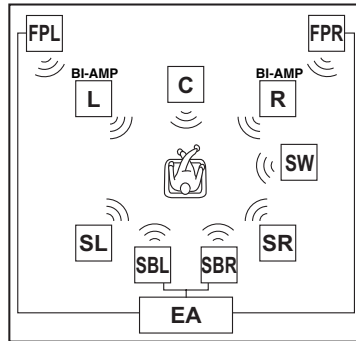 FPL FPR
BI-AMP BI-AMP
L C R
SW
SL SR
SBL SBR
EA